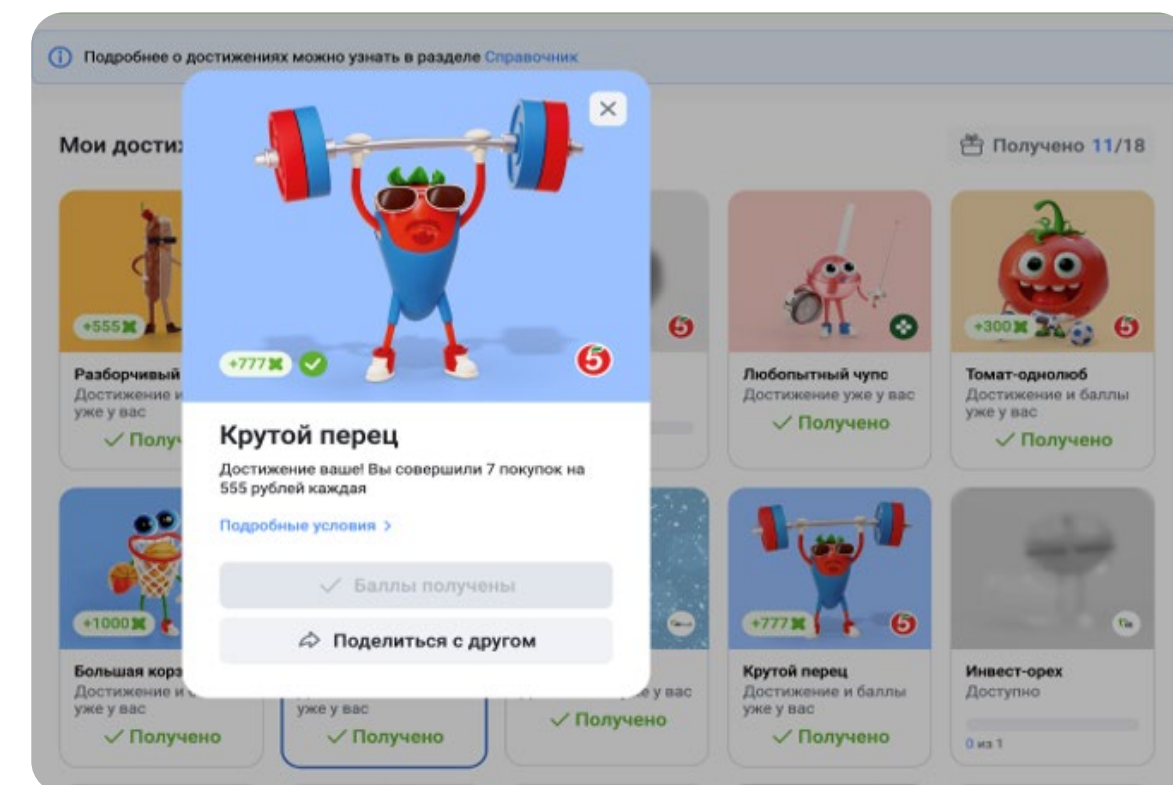 Подробнее о достижениях можно узнать в разделе Справочник
Мои дости
Получено 11/18
+555
Разборчивый
Достижение и
уже у вас
Получ
+777
5
Крутой перец
Достижение ваше! Вы совершили 7 покупок на
555 рублей каждая
Подробные условия >
Баллы получены
Поделиться с другом
5
Любопытный чупс
Достижение уже у вас
Получено
+300
5
Томат-однолюб
Достижение и баллы
уже у вас
Получено
+1000
Большая корз
Достижение и
уже у вас
Получено
уже у вас
Получено
е у вас
Получено
+777
5
Крутой перец
Достижение и баллы
уже у вас
Получено
Инвест-орех
Доступно
0 из 1